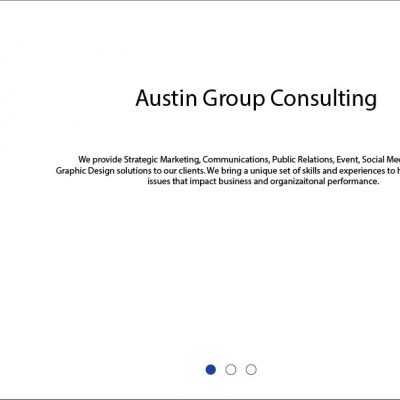 Austin Group Consulting
We provide Strategic Marketing, Communications, Public Relations, Event, Social
Graphic Design solutions to our clients. We bring a unique set of skills and experiences to
issues that impact business and organizaitonal performance.